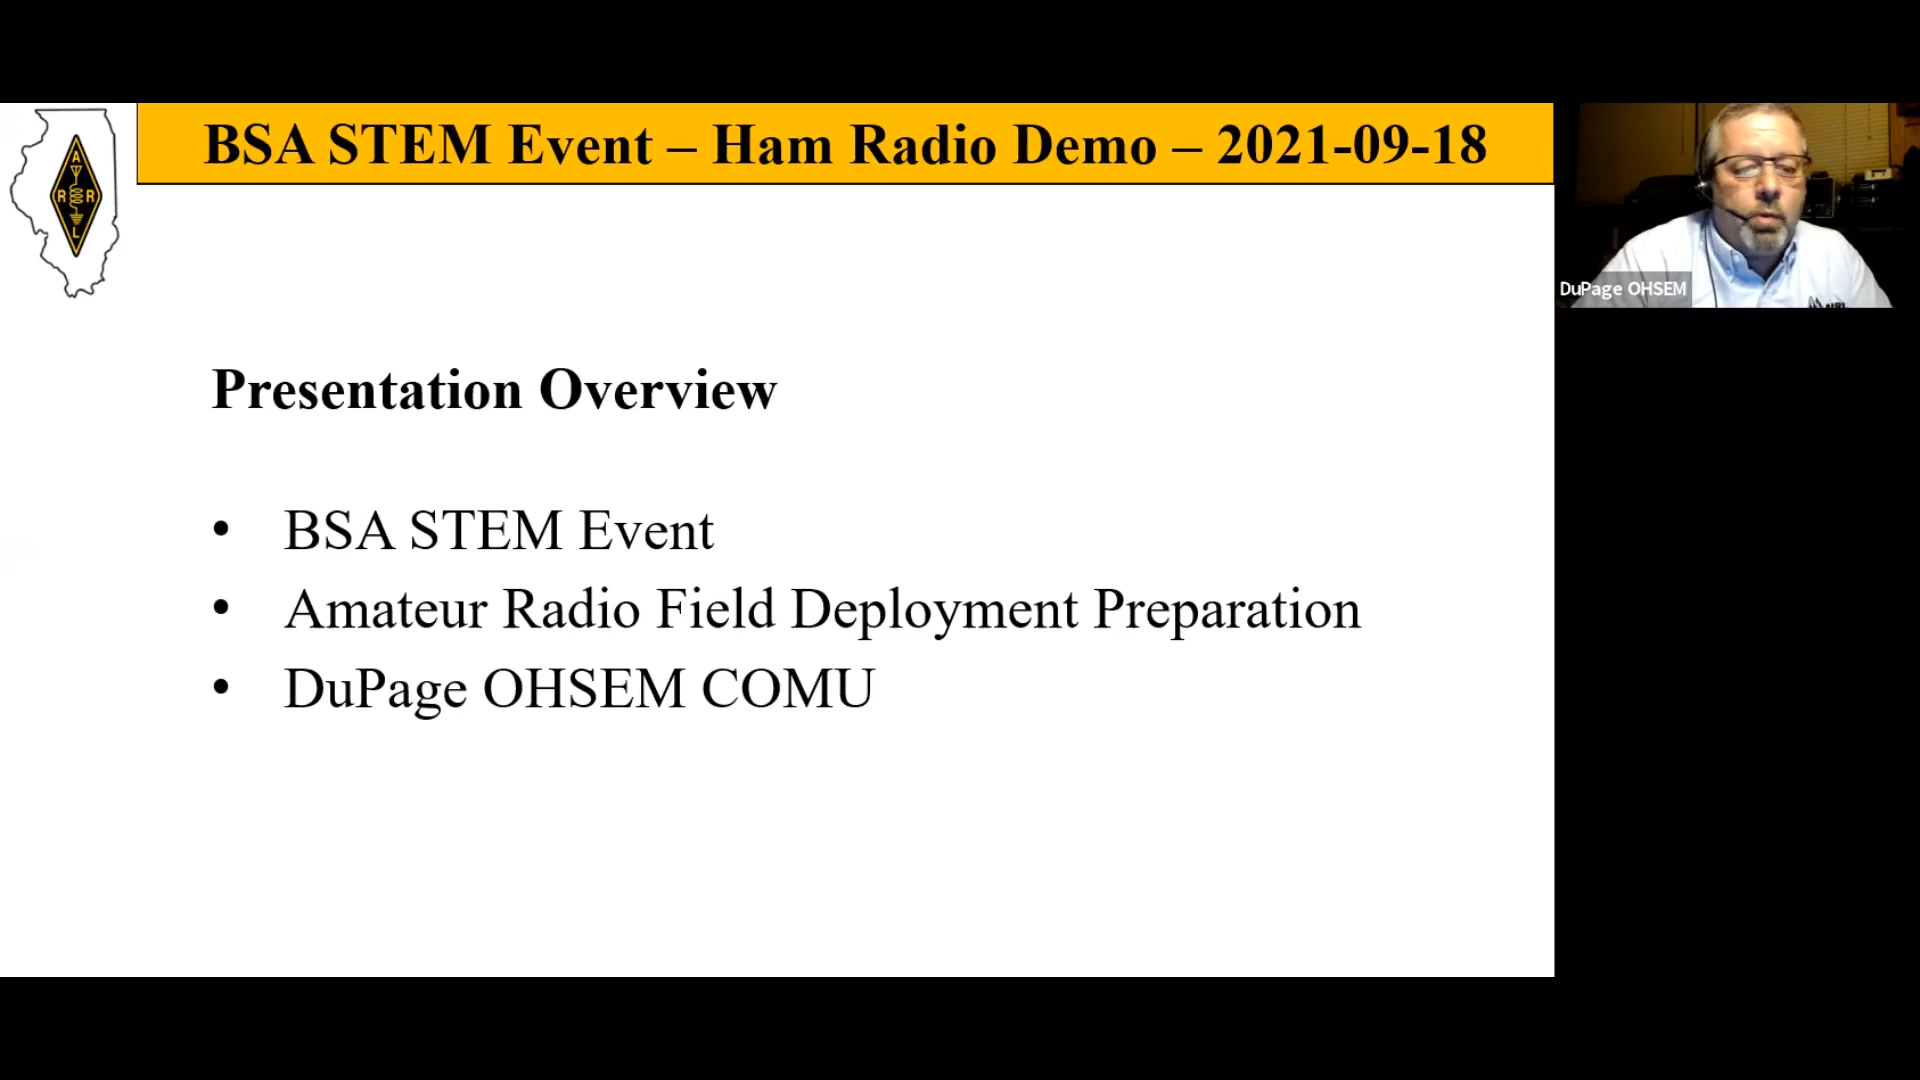 BSA STEM Event – Ham Radio Demo – 2021-09-18
A
R R
L
Presentation Overview
• BSA STEM Event
• Amateur Radio Field Deployment Preparation
• DuPage OHSEM COMU
DuPage OHSEM